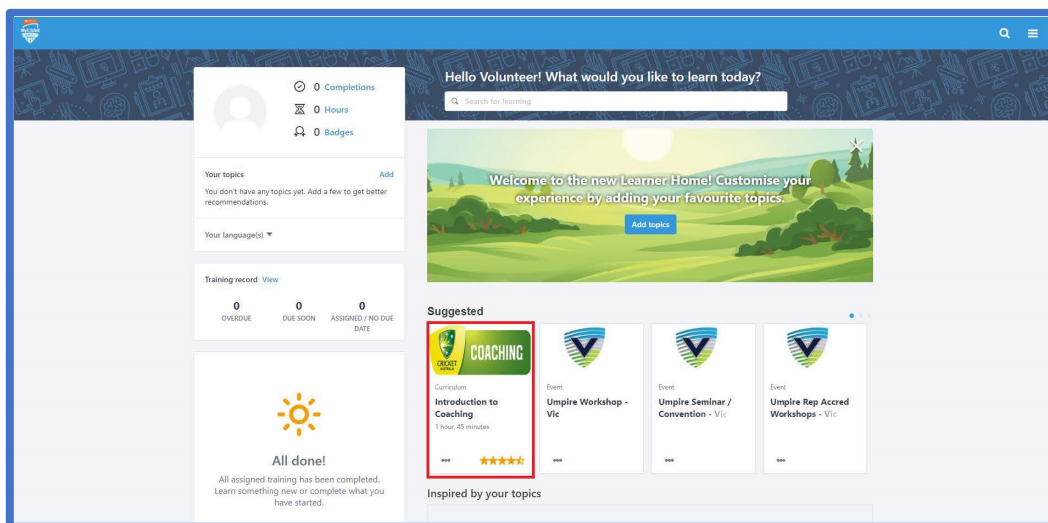 Hello Volunteer! What would you like to learn today?
Search for learning
0 Completions
0 Hours
0 Badges
Your topics
Add
You don't have any topics yet. Add a few to get better
recommendations.
Your language(s)
Training record View
0
OVERDUE
0
DUE SOON
0
ASSIGNED / NO DUE
DATE
All done!
All assigned training has been completed.
Learn something new or complete what you
have started.
Welcome to the new Learner Home! Customise your
experience by adding your favourite topics.
Add topics
Suggested
CRICKET
AUSTRALIA
COACHING
Curriculum
Introduction to
Coaching
1 hour, 45 minutes
Event
Umpire Workshop -
Vic
Event
Umpire Seminar /
Convention - Vic
Event
Umpire Rep Accred
Workshops - Vic
Inspired by your topics